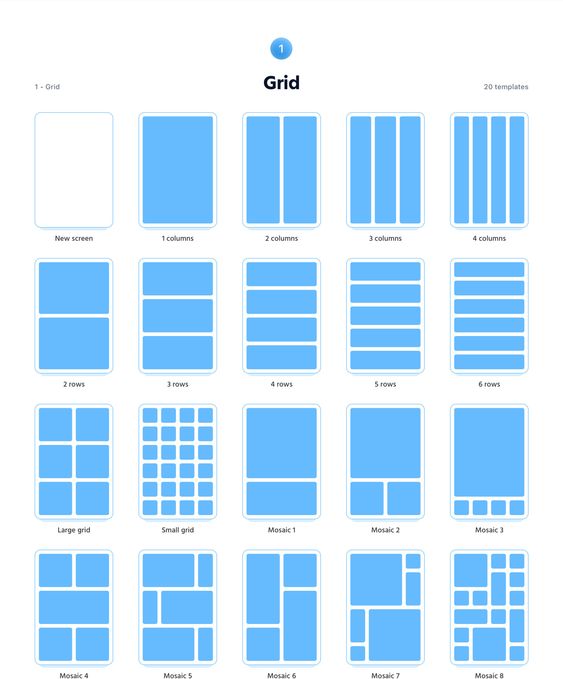 1
1 - Grid
Grid
20 templates
New screen
1 columns
2 columns
3 columns
4 columns
2 rows
3 rows
4 rows
5 rows
6 rows
Large grid
Small grid
Mosaic 1
Mosaic 2
Mosaic 3
Mosaic 4
Mosaic 5
Mosaic 6
Mosaic 7
Mosaic 8